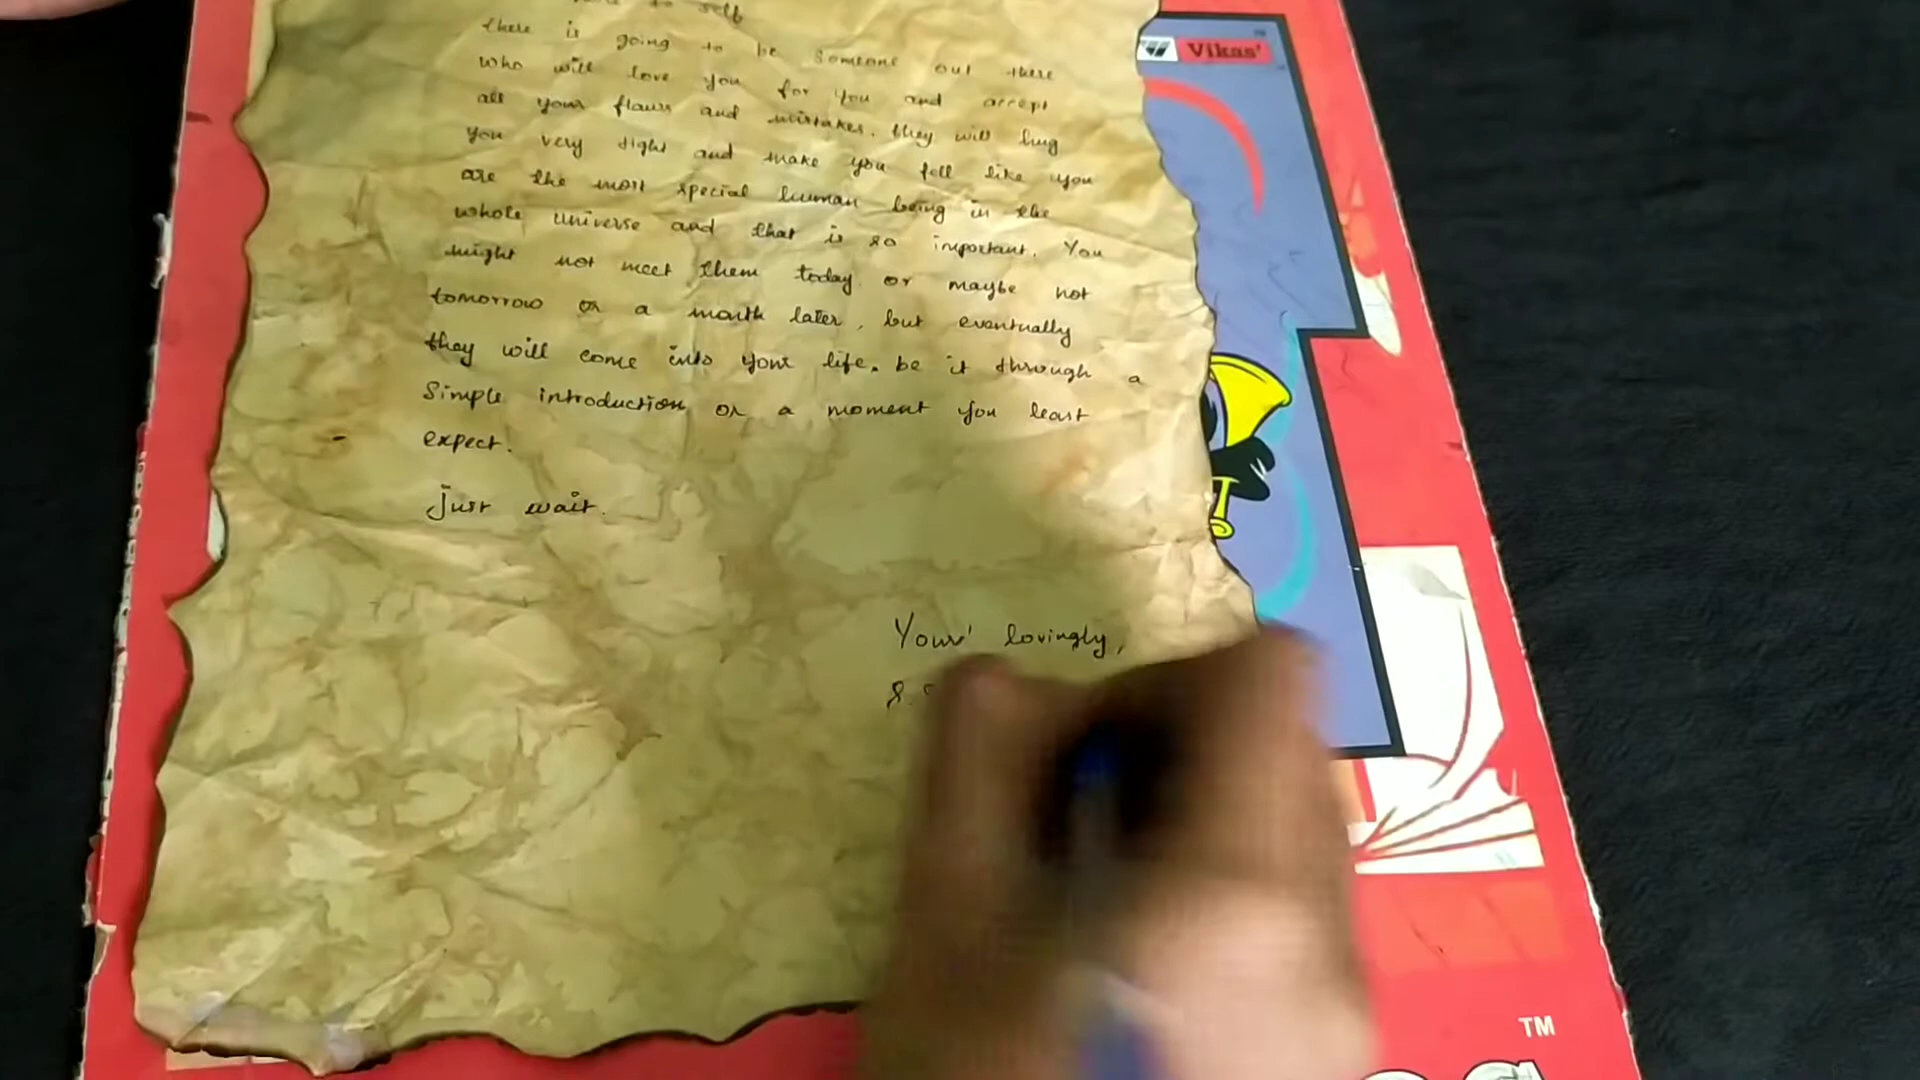 to self
there is going to be someone out there
who will love you for you and accept
all your flaws and mistakes. they will hug
you very tight and make you fell like you
are the most special human being in the
whole universe and that is so important. You
might not meet them today or maybe not
tomorrow or a month later, but eventually
they will come into your life. be it through a
Simple introduction or a moment you least
expect.
Just wait.
Your' lovingly,
Vikas'
TM